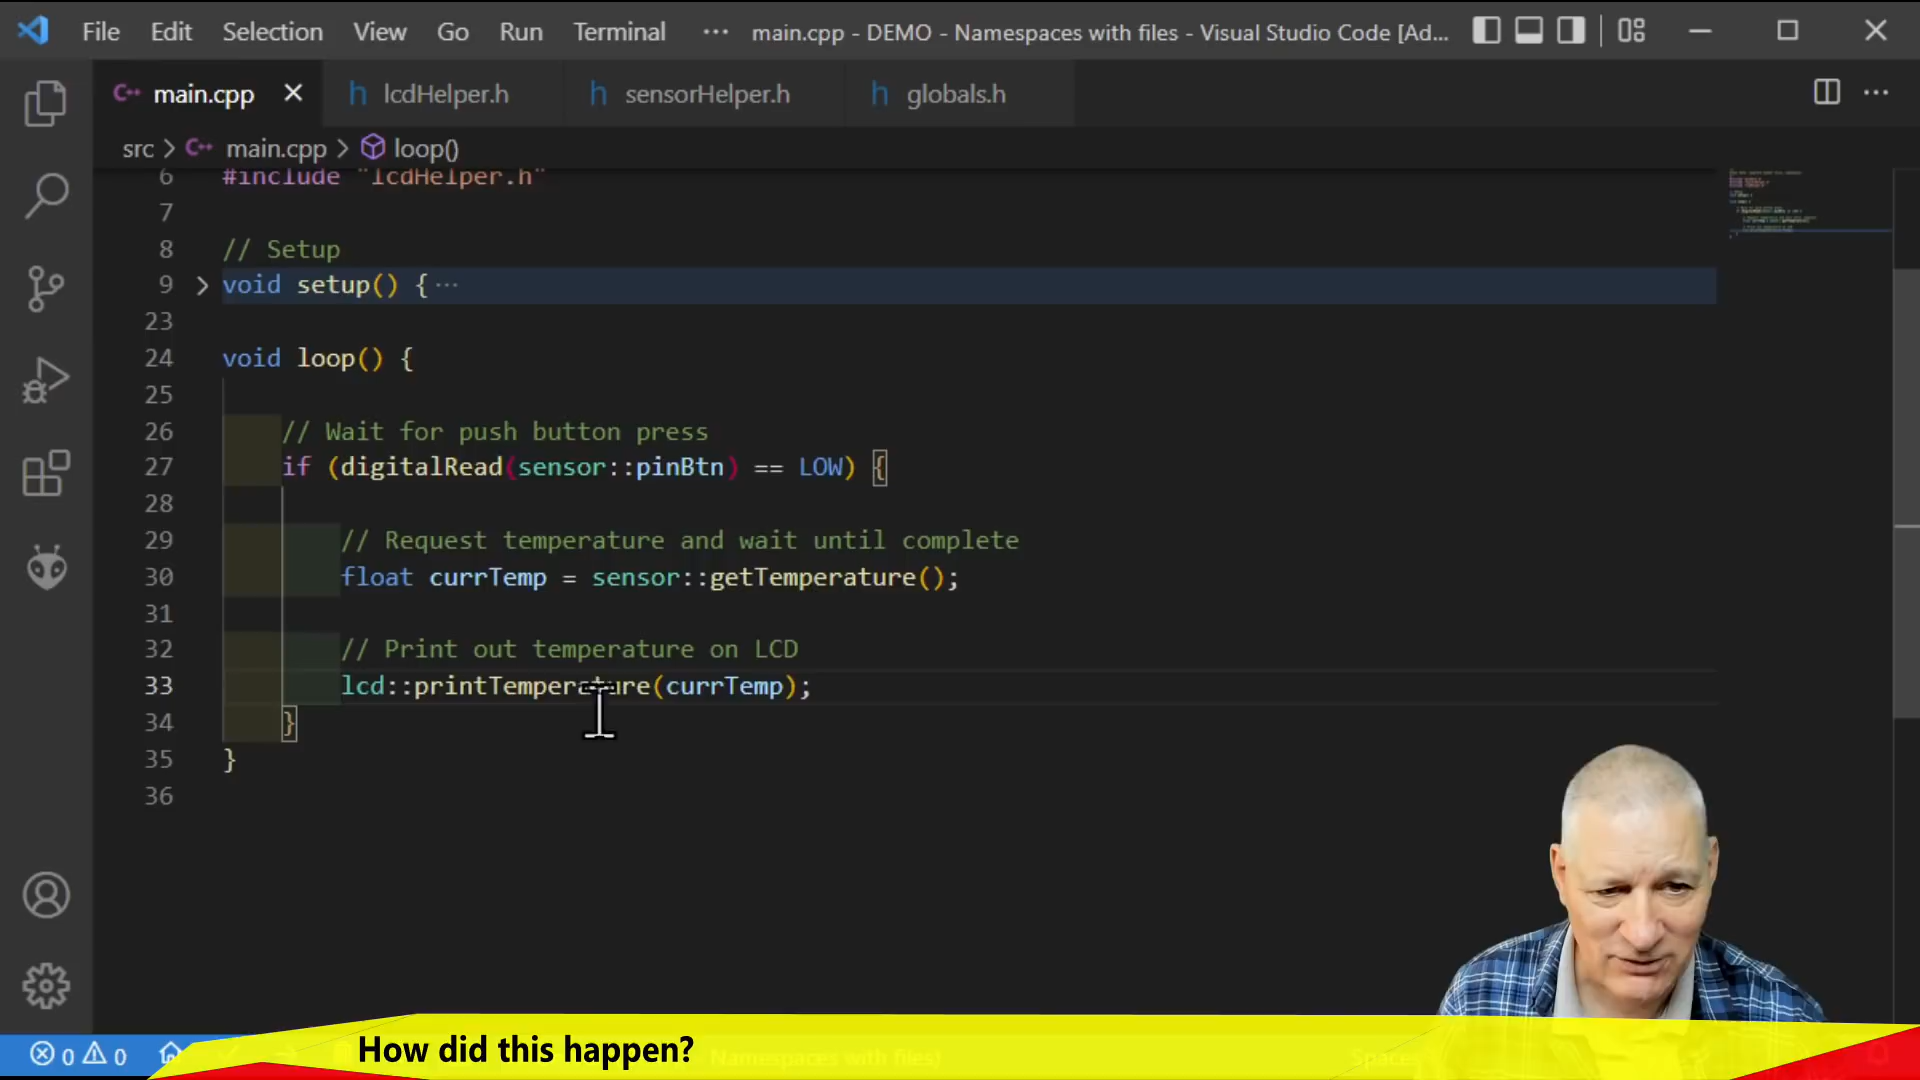 File Edit Selection View Go Run Terminal ··· main.cpp - DEMO - Namespaces with files - Visual Studio Code [Ad...
main.cpp lcdHelper.h sensorHelper.h globals.h
src > main.cpp > loop()
6 #include "lcdHelper.h"
7
8 // Setup
9 void setup() { ···
23
24 void loop() {
25
26 // Wait for push button press
27 if (digitalRead(sensor::pinBtn) == LOW) {
28
29 // Request temperature and wait until complete
30 float currTemp = sensor::getTemperature();
31
32 // Print out temperature on LCD
33 lcd::printTemperature(currTemp);
34 }
35 }
36
0 0
How did this happen?
Namespaces with files)